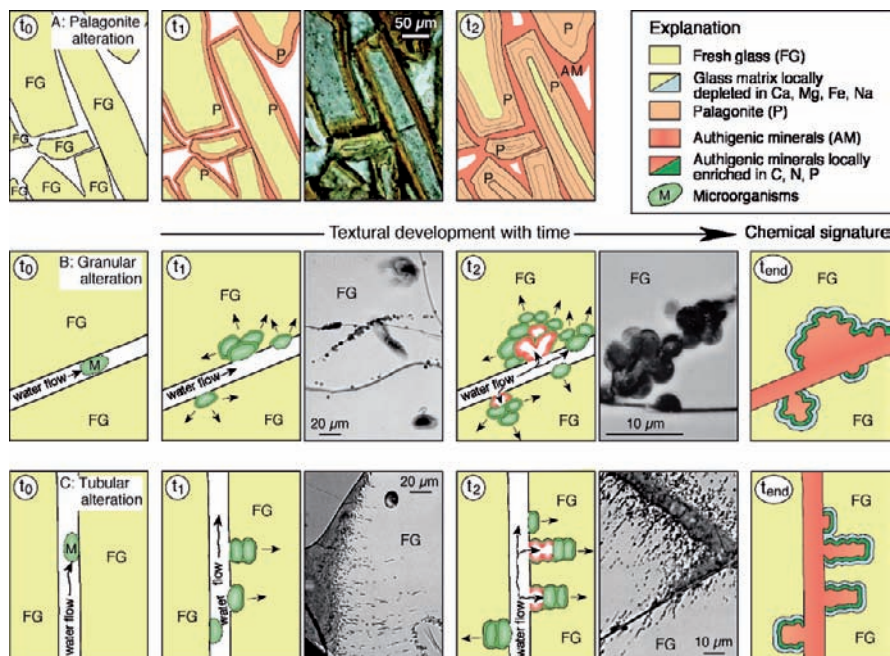 t0
A: Palagonite
alteration
FG
FG
FG
FG
FG
FG
FG
t1
P
P
P
P
50 µm
t2
P
AM
P
P
P
P
Explanation
Fresh glass (FG)
Glass matrix locally
depleted in Ca, Mg, Fe, Na
Palagonite (P)
Authigenic minerals (AM)
Authigenic minerals locally
enriched in C, N, P
M Microorganisms
Textural development with time
Chemical signature
t0
B: Granular
alteration
FG
M
water flow
FG
t1
FG
water flow
FG
FG
20 µm
t2
FG
water flow
FG
FG
10 µm
tend
FG
FG
t0
C: Tubular
alteration
M
FG
water flow
t1
FG
water flow
FG
20 µm
FG
t2
FG
water flow
FG
FG
10 µm
tend
FG
FG